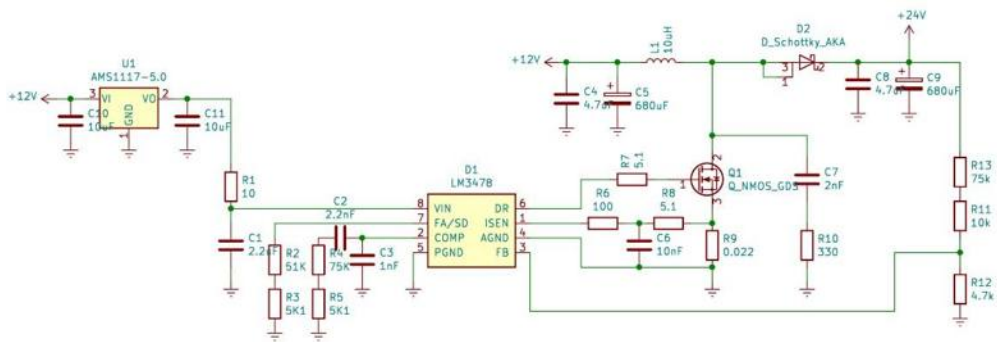 U1
AMS1117-5.0
+12V
3
VI
VO
2
GND
1
C10
10uF
C11
10uF
R1
10
C1
2.2uF
C2
2.2nF
R2
51K
R3
5K1
R4
75K
R5
5K1
C3
1nF
D1
LM3478
8
VIN
7
FA/SD
2
COMP
5
PGND
DR
6
ISEN
1
AGND
4
FB
3
+12V
C4
4.7uF
C5
680uF
L1
10uH
R7
5.1
R6
100
R8
5.1
C6
10nF
1
2
3
Q1
Q_NMOS_GDS
R9
0.022
C7
2nF
R10
330
D2
D_Schottky_AKA
3
1
2
+24V
C8
4.7uF
C9
680uF
R13
75k
R11
10k
R12
4.7k